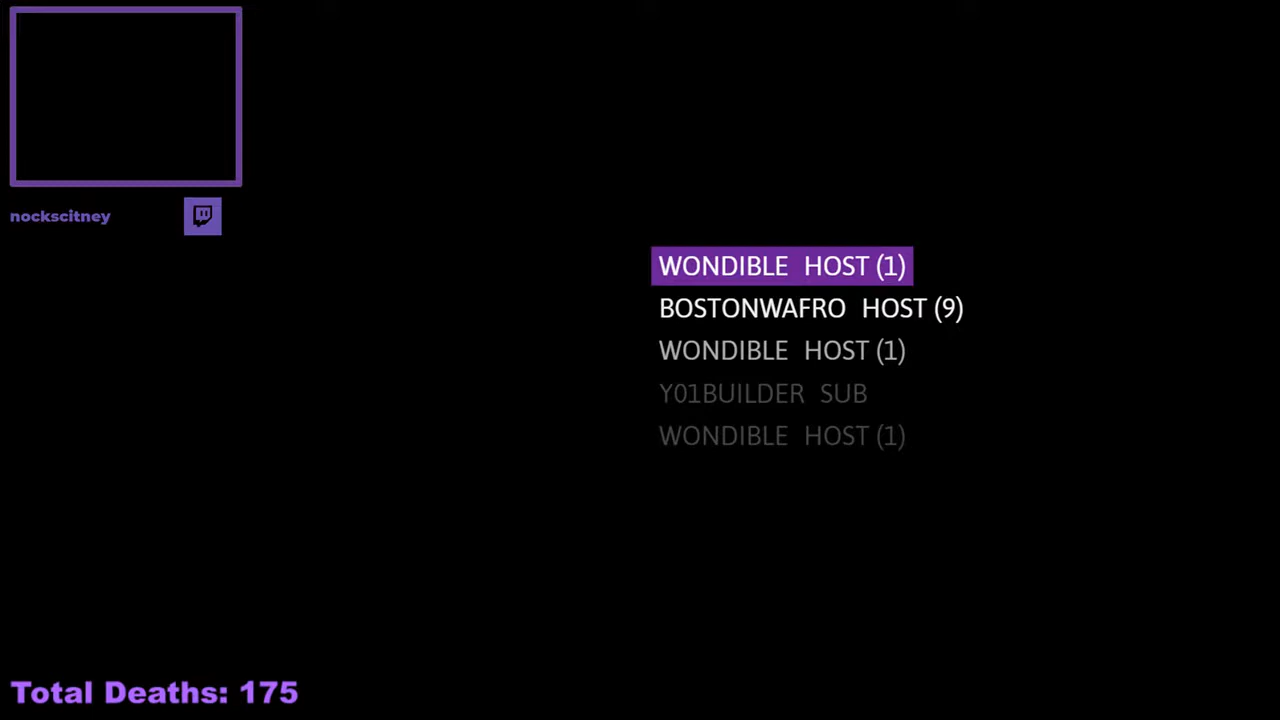 nockscitney
WONDIBLE HOST (1)
BOSTONWAFRO HOST (9)
WONDIBLE HOST (1)
Y01BUILDER SUB
WONDIBLE HOST (1)
Total Deaths: 175